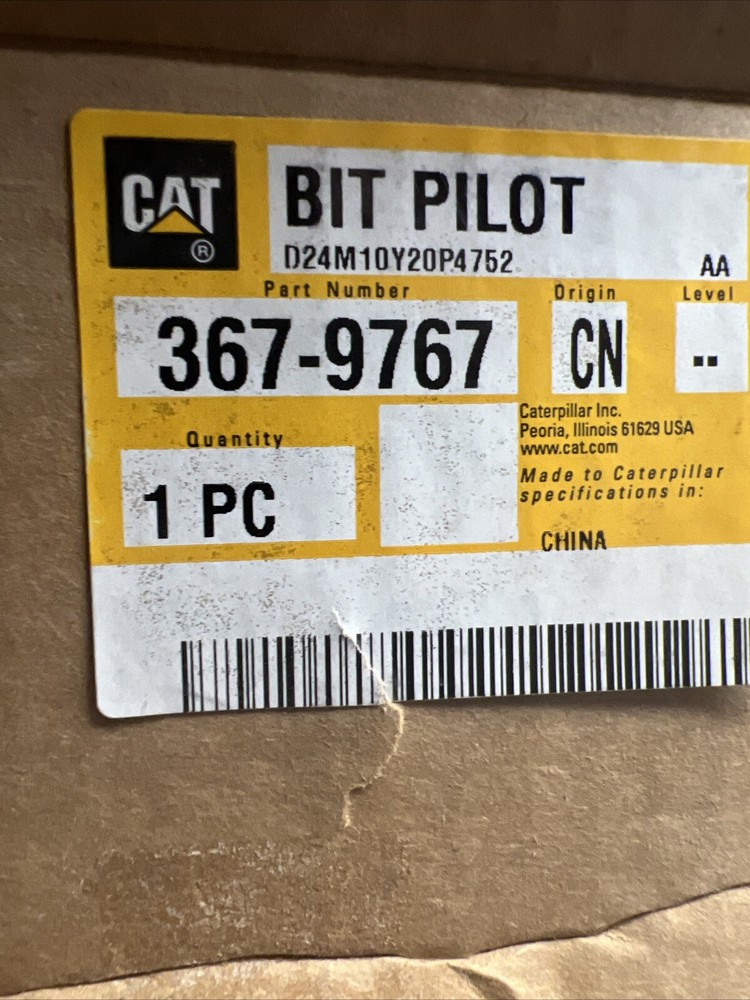 CAT
®
BIT PILOT
D24M10Y20P4752
AA
Part Number
Origin
Level
367-9767
CN
--
Caterpillar Inc.
Peoria, Illinois 61629 USA
www.cat.com
Quantity
Made to Caterpillar
specifications in:
1 PC
CHINA